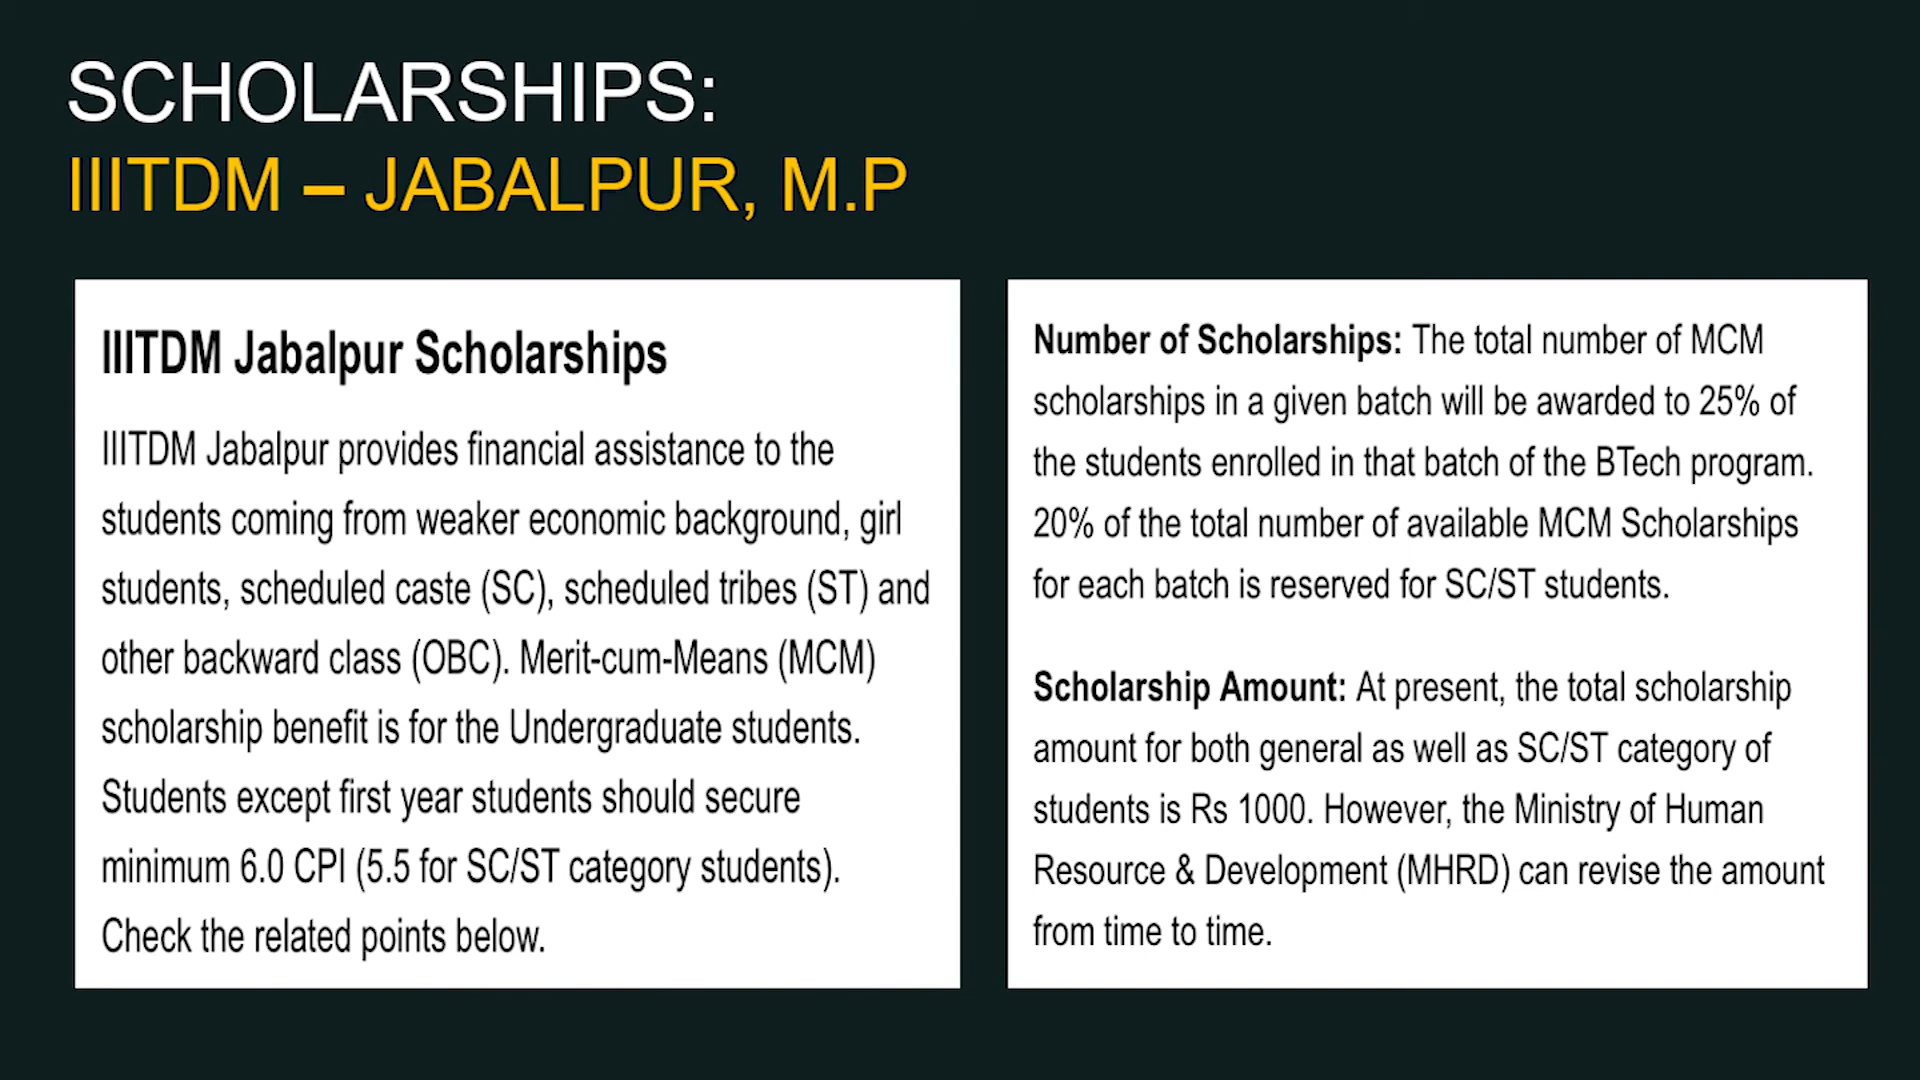 SCHOLARSHIPS:
IIITDM – JABALPUR, M.P
IIITDM Jabalpur Scholarships
IIITDM Jabalpur provides financial assistance to the
students coming from weaker economic background, girl
students, scheduled caste (SC), scheduled tribes (ST) and
other backward class (OBC). Merit-cum-Means (MCM)
scholarship benefit is for the Undergraduate students.
Students except first year students should secure
minimum 6.0 CPI (5.5 for SC/ST category students).
Check the related points below.
Number of Scholarships: The total number of MCM
scholarships in a given batch will be awarded to 25% of
the students enrolled in that batch of the BTech program.
20% of the total number of available MCM Scholarships
for each batch is reserved for SC/ST students.
Scholarship Amount: At present, the total scholarship
amount for both general as well as SC/ST category of
students is Rs 1000. However, the Ministry of Human
Resource & Development (MHRD) can revise the amount
from time to time.